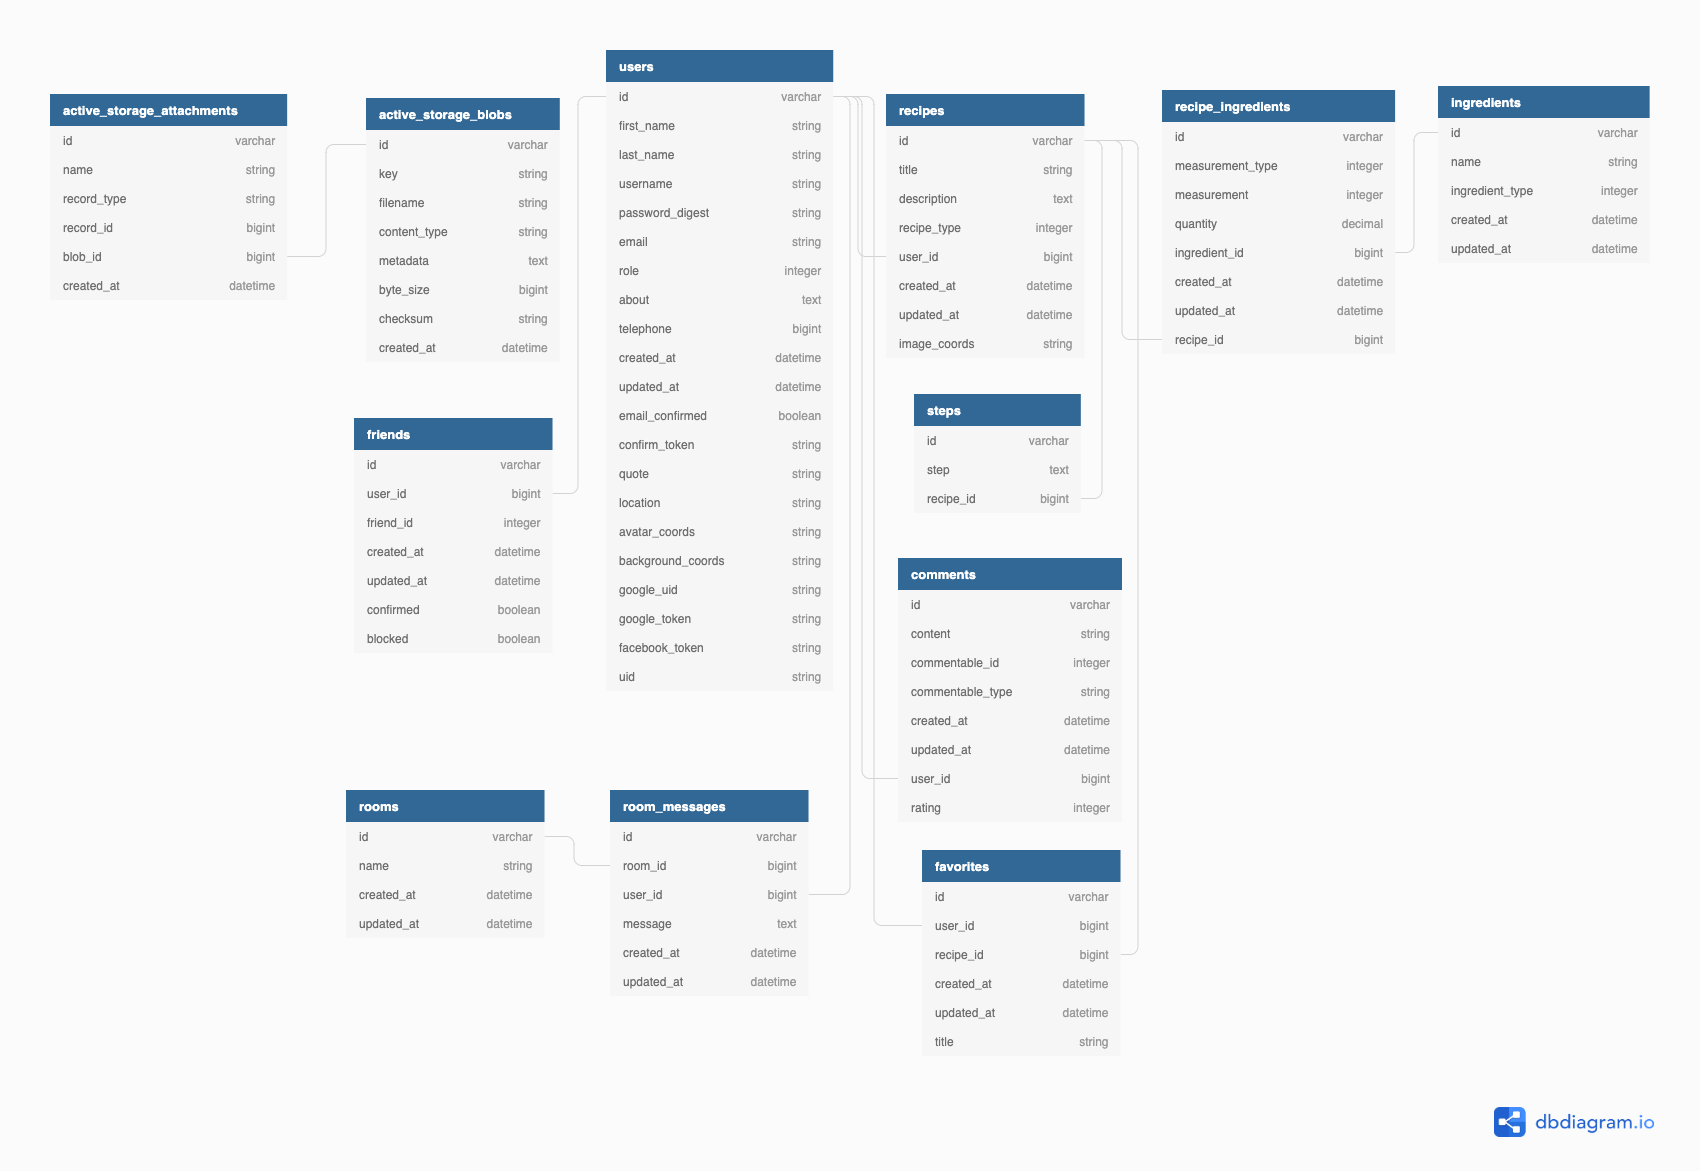 active_storage_attachments
id varchar
name string
record_type string
record_id bigint
blob_id bigint
created_at datetime
active_storage_blobs
id varchar
key string
filename string
content_type string
metadata text
byte_size bigint
checksum string
created_at datetime
users
id varchar
first_name string
last_name string
username string
password_digest string
email string
role integer
about text
telephone bigint
created_at datetime
updated_at datetime
email_confirmed boolean
confirm_token string
quote string
location string
avatar_coords string
background_coords string
google_uid string
google_token string
facebook_token string
uid string
recipes
id varchar
title string
description text
recipe_type integer
user_id bigint
created_at datetime
updated_at datetime
image_coords string
recipe_ingredients
id varchar
measurement_type integer
measurement integer
quantity decimal
ingredient_id bigint
created_at datetime
updated_at datetime
recipe_id bigint
ingredients
id varchar
name string
ingredient_type integer
created_at datetime
updated_at datetime
friends
id varchar
user_id bigint
friend_id integer
created_at datetime
updated_at datetime
confirmed boolean
blocked boolean
steps
id varchar
step text
recipe_id bigint
comments
id varchar
content string
commentable_id integer
commentable_type string
created_at datetime
updated_at datetime
user_id bigint
rating integer
rooms
id varchar
name string
created_at datetime
updated_at datetime
room_messages
id varchar
room_id bigint
user_id bigint
message text
created_at datetime
updated_at datetime
favorites
id varchar
user_id bigint
recipe_id bigint
created_at datetime
updated_at datetime
title string
dbdiagram.io